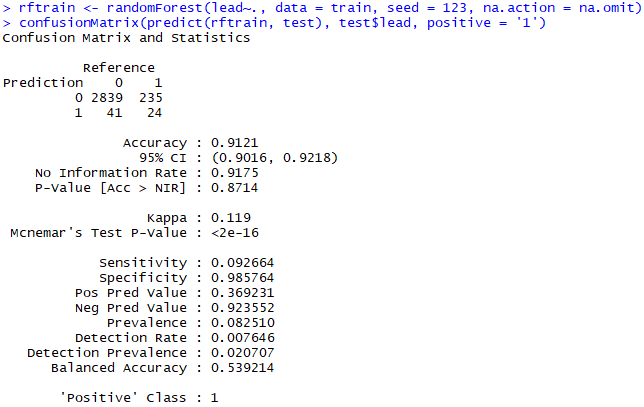 > rftrain <- randomForest(lead~., data = train, seed = 123, na.action = na.omit)
> confusionMatrix(predict(rftrain, test), test$lead, positive = '1')
Confusion Matrix and Statistics
Reference
Prediction 0 1
0 2839 235
1 41 24
Accuracy : 0.9121
95% CI : (0.9016, 0.9218)
No Information Rate : 0.9175
P-Value [Acc > NIR] : 0.8714
Kappa : 0.119
Mcnemar's Test P-Value : <2e-16
Sensitivity : 0.092664
Specificity : 0.985764
Pos Pred Value : 0.369231
Neg Pred Value : 0.923552
Prevalence : 0.082510
Detection Rate : 0.007646
Detection Prevalence : 0.020707
Balanced Accuracy : 0.539214
'Positive' Class : 1